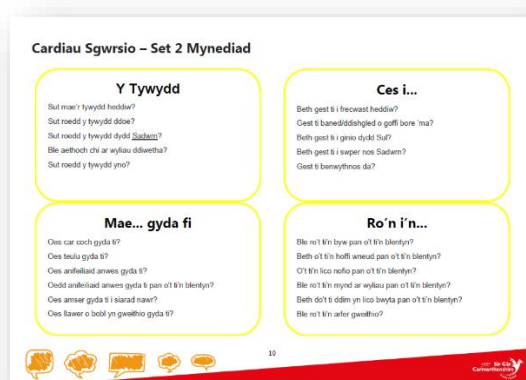 Cardiau Sgwrsio – Set 2 Mynediad
Y Tywydd
Sut mae'r tywydd heddiw?
Sut roedd y tywydd ddoe?
Sut roedd y tywydd dydd Sadwrn?
Ble aethoch chi ar wyliau ddiwetha?
Sut roedd y tywydd yno?
Ces i...
Beth gest ti i frecwast heddiw?
Gest ti baned/ddishgled o goffi bore 'ma?
Beth gest ti i ginio dydd Sul?
Beth gest ti i swper nos Sadwrn?
Gest ti benwythnos da?
Mae... gyda fi
Oes car coch gyda ti?
Oes teulu gyda ti?
Oes anifeiliaid anwes gyda ti?
Oedd anifeiliaid anwes gyda ti pan o't ti'n blentyn?
Oes amser gyda ti i siarad nawr?
Oes llawer o bobl yn gweithio gyda ti?
Ro'n i'n...
Ble ro't ti'n byw pan o't ti'n blentyn?
Beth o't ti'n hoffi wneud pan o't ti'n blentyn?
O't ti'n lico nofio pan o't ti'n blentyn?
Ble ro't ti'n mynd ar wyliau pan o't ti'n blentyn?
Beth do't ti ddim yn lico bwyta pan o't ti'n blentyn?
Ble ro't ti'n arfer gweithio?
10
Sir Gâr
Carmarthenshire